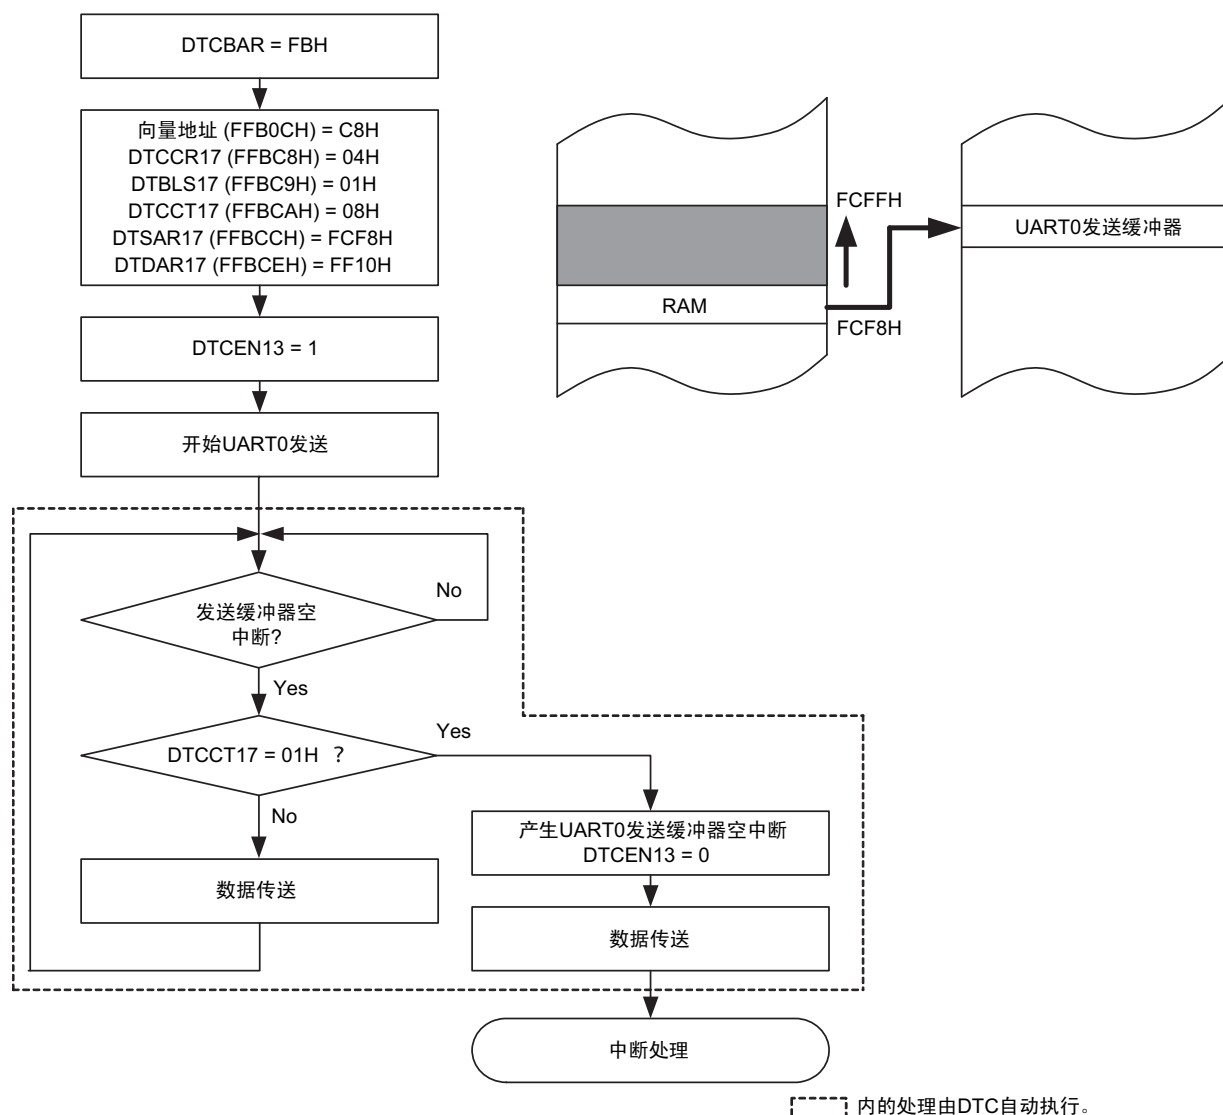 DTCBAR = FBH
向量地址 (FFB0CH) = C8H
DTCCR17 (FFBC8H) = 04H
DTBLS17 (FFBC9H) = 01H
DTCCT17 (FFBCAH) = 08H
DTSAR17 (FFBCCH) = FCF8H
DTDAR17 (FFBCEH) = FF10H
DTCEN13 = 1
开始UART0发送
FCFFH
RAM
FCF8H
UART0发送缓冲器
发送缓冲器空
中断?
No
Yes
DTCCT17 = 01H ?
Yes
No
数据传送
产生UART0发送缓冲器空中断
DTCEN13 = 0
数据传送
中断处理
内的处理由DTC自动执行。